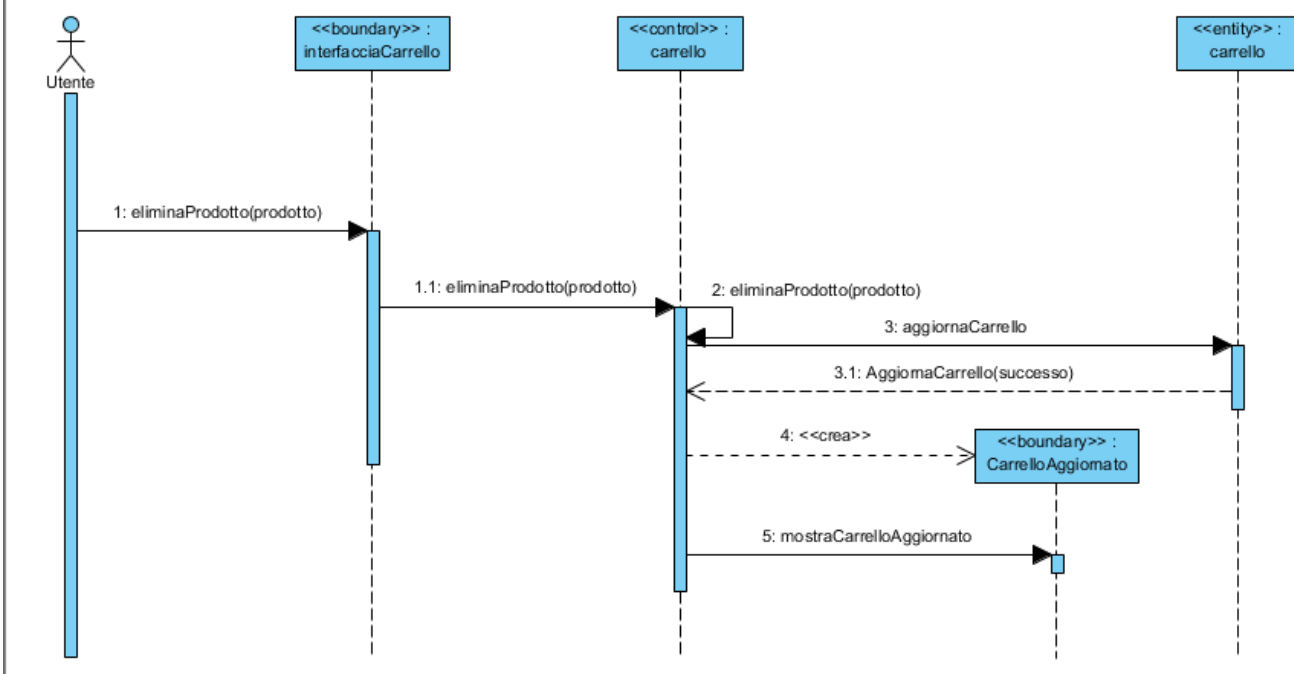 Utente
<<boundary>> :
interfacciaCarrello
<<control>> :
carrello
<<entity>> :
carrello
1: eliminaProdotto(prodotto)
1.1: eliminaProdotto(prodotto)
2: eliminaProdotto(prodotto)
3: aggiornaCarrello
3.1: AggiornaCarrello(successo)
4: <<crea>>
<<boundary>> :
CarrelloAggiornato
5: mostraCarrelloAggiornato